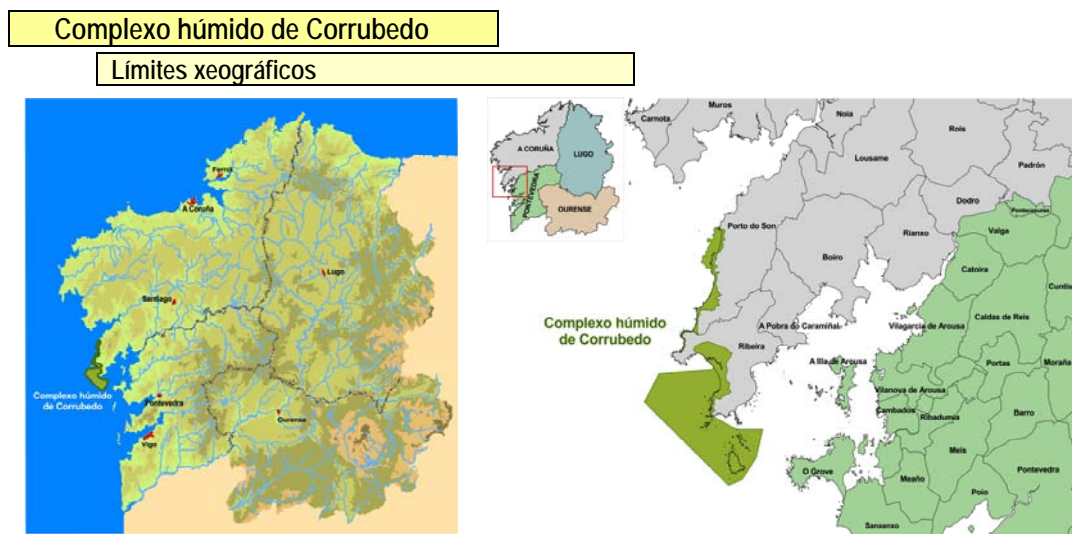 Complexo húmido de Corrubedo
Límites xeográficos
Ferrol
A Coruña
Lugo
Santiago
Complexo húmido
de Corrubedo
Pontevedra
Ourense
Vigo
A CORUÑA
LUGO
PONTEVEDRA
OURENSE
Carnota
Muros
Noia
Rois
Lousame
Padrón
Dodro
Pontecesures
Porto do Son
Rianxo
Valga
Boiro
Catoira
Cuntis
Complexo húmido
de Corrubedo
A Pobra do Caramiñal
Vilagarcía de Arousa
Caldas de Reis
Ribeira
A Illa de Arousa
Portas
Moraña
Vilanova de Arousa
Cambados
Ribadumia
Barro
Meis
O Grove
Meaño
Pontevedra
Poio
Sanxenxo